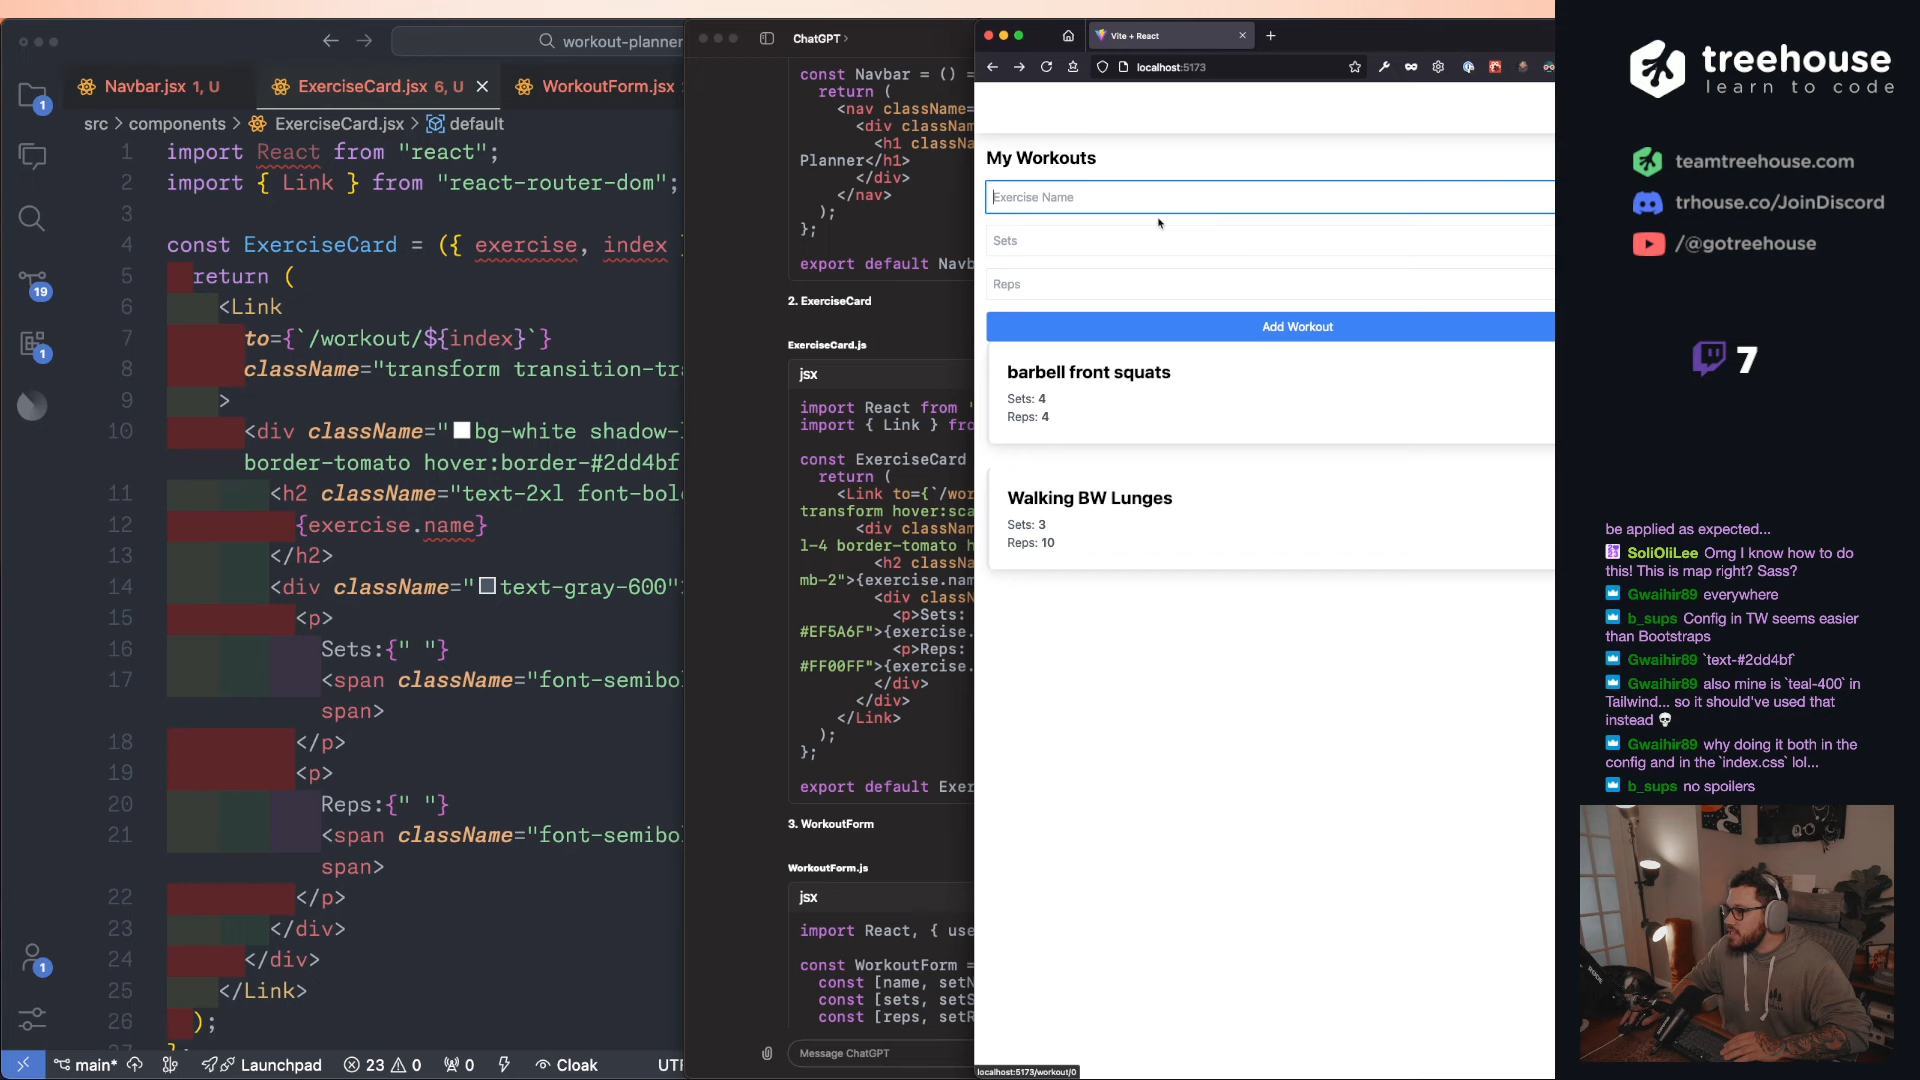 workout-planner
Navbar.jsx 1, U
ExerciseCard.jsx 6, U
WorkoutForm.jsx
src > components > ExerciseCard.jsx > default
1 import React from "react";
2 import { Link } from "react-router-dom";
3
4 const ExerciseCard = ({ exercise, index }
5 return (
6 <Link
7 to={`/workout/${index}`}
8 className="transform transition-tra
9 >
10 <div className="bg-white shadow-l
border-tomato hover:border-#2dd4bf
11 <h2 className="text-2xl font-bold
12 {exercise.name}
13 </h2>
14 <div className="text-gray-600">
15 <p>
16 Sets:{" "}
17 <span className="font-semibol
span>
18 </p>
19 <p>
20 Reps:{" "}
21 <span className="font-semibol
span>
22 </p>
23 </div>
24 </div>
25 </Link>
26 );
1
19
1
1
main*
Launchpad
23
0
0
Cloak
UTF
ChatGPT >
const Navbar = () =
return (
<nav className=
<div classNam
<h1 classNa
Planner</h1>
</div>
</nav>
);
};
export default Navb
2. ExerciseCard
ExerciseCard.js
jsx
import React from '
import { Link } fro
const ExerciseCard
return (
<Link to={`/wor
transform hover:sca
<div classNam
l-4 border-tomato h
<h2 classNa
mb-2">{exercise.nam
<div classN
<p>Sets:
#EF5A6F">{exercise.
<p>Reps:
#FF00FF">{exercise.
</div>
</div>
</Link>
);
};
export default Exer
3. WorkoutForm
WorkoutForm.js
jsx
import React, { use
const WorkoutForm =
const [name, setN
const [sets, setS
const [reps, setR
Message ChatGPT
Vite + React
localhost:5173
My Workouts
Exercise Name
Sets
Reps
Add Workout
barbell front squats
Sets: 4
Reps: 4
Walking BW Lunges
Sets: 3
Reps: 10
localhost:5173/workout/0
treehouse
learn to code
teamtreehouse.com
trhouse.co/JoinDiscord
/@gotreehouse
7
be applied as expected...
SoliOliLee Omg I know how to do
this! This is map right? Sass?
Gwaihir89 everywhere
b_sups Config in TW seems easier
than Bootstraps
Gwaihir89 `text-#2dd4bf`
Gwaihir89 also mine is `teal-400` in
Tailwind... so it should've used that
instead 💀
Gwaihir89 why doing it both in the
config and in the `index.css` lol...
b_sups no spoilers